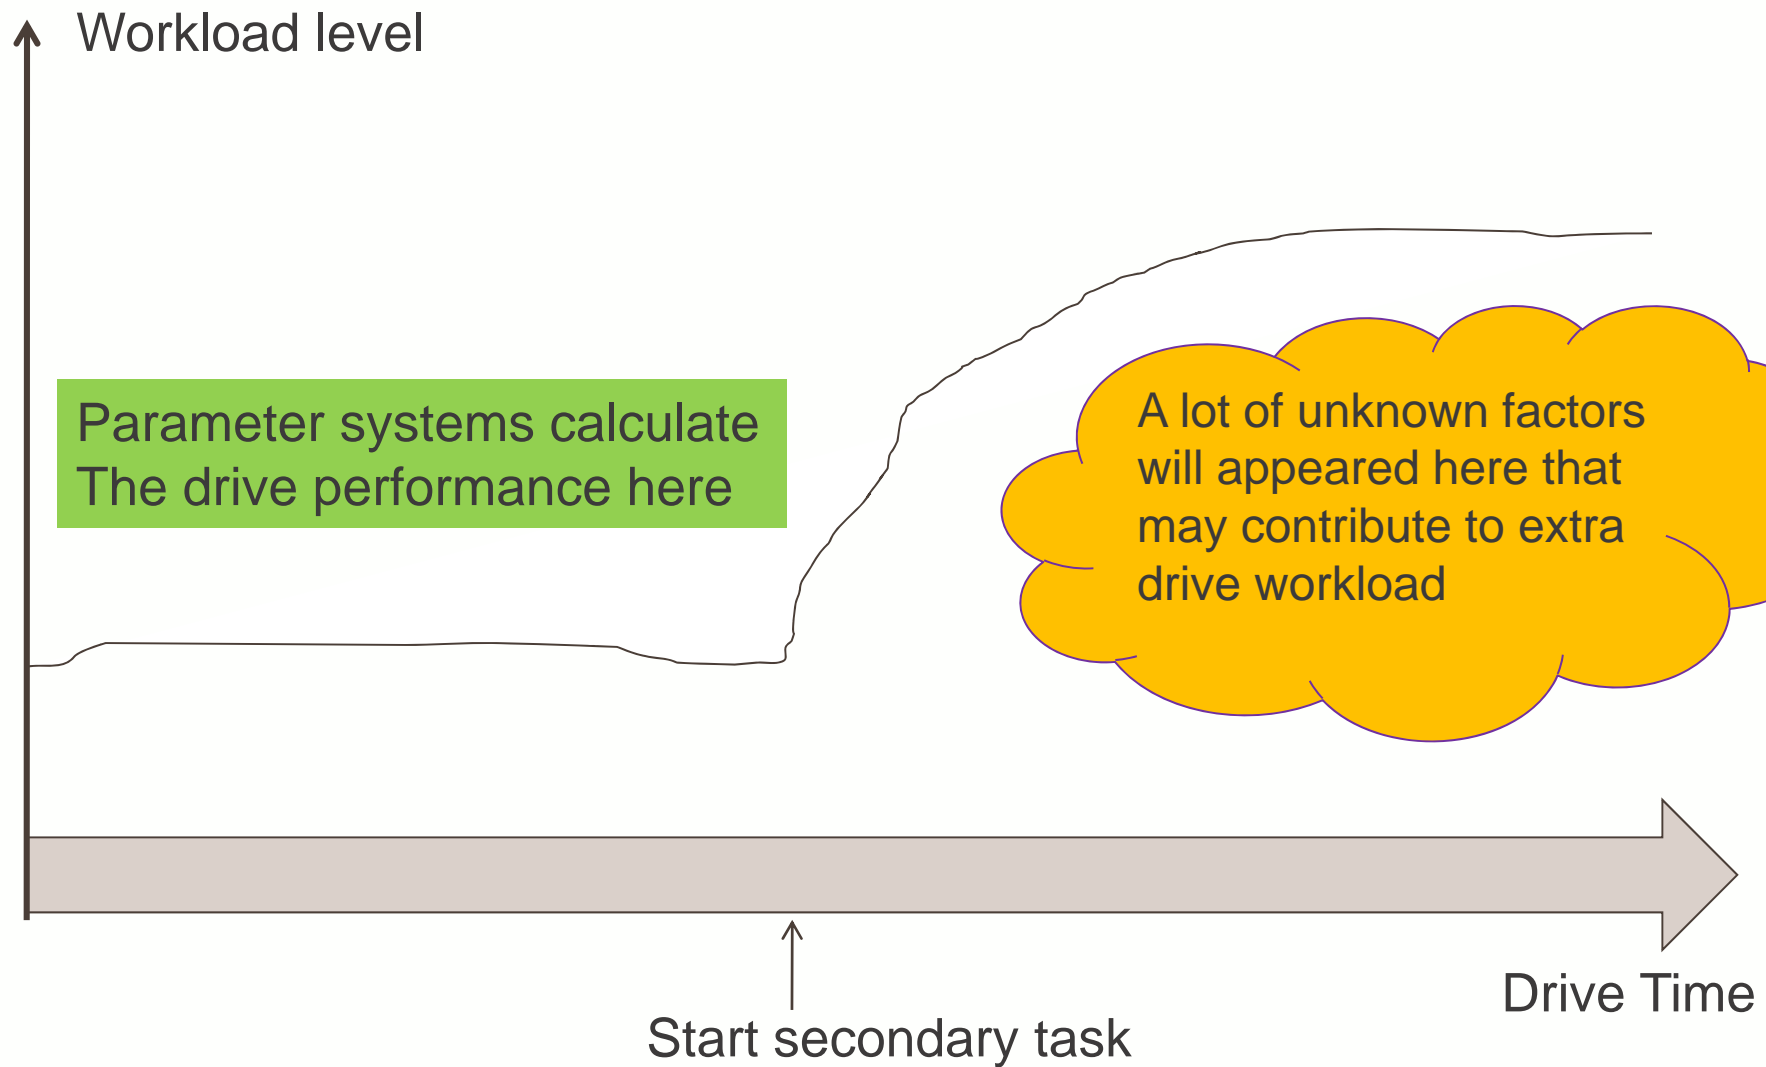 Workload level
Parameter systems calculate
The drive performance here
A lot of unknown factors
will appeared here that
may contribute to extra
drive workload
Drive Time
Start secondary task